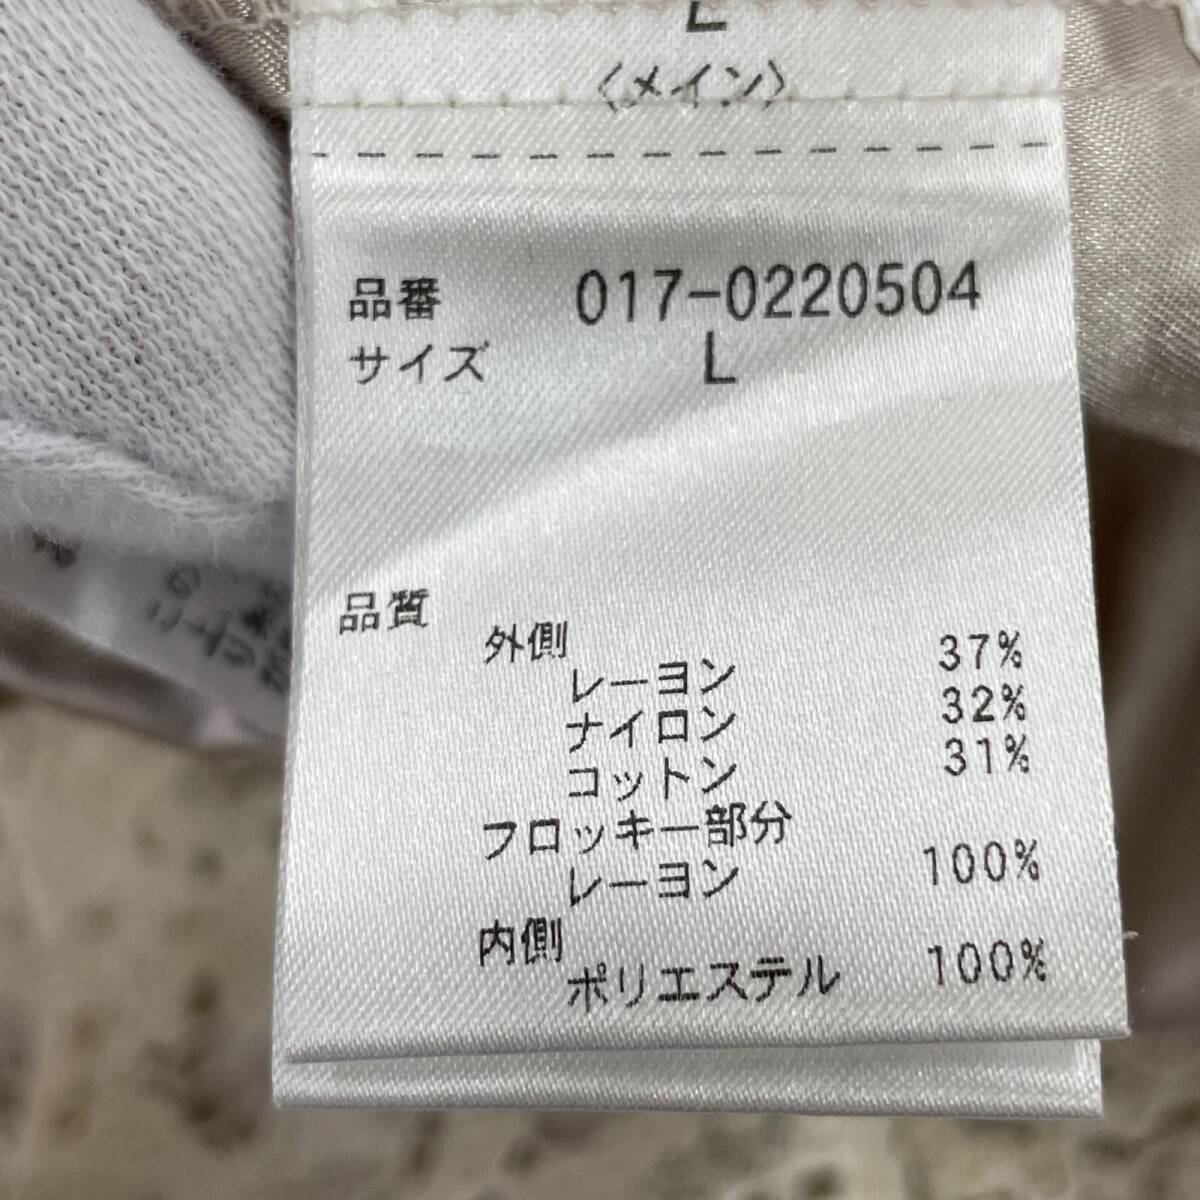 L
〈メイン〉
品番 017-0220504
サイズ L
品質
外側
レーヨン 37%
ナイロン 32%
コットン 31%
フロッキー部分
レーヨン 100%
内側
ポリエステル 100%